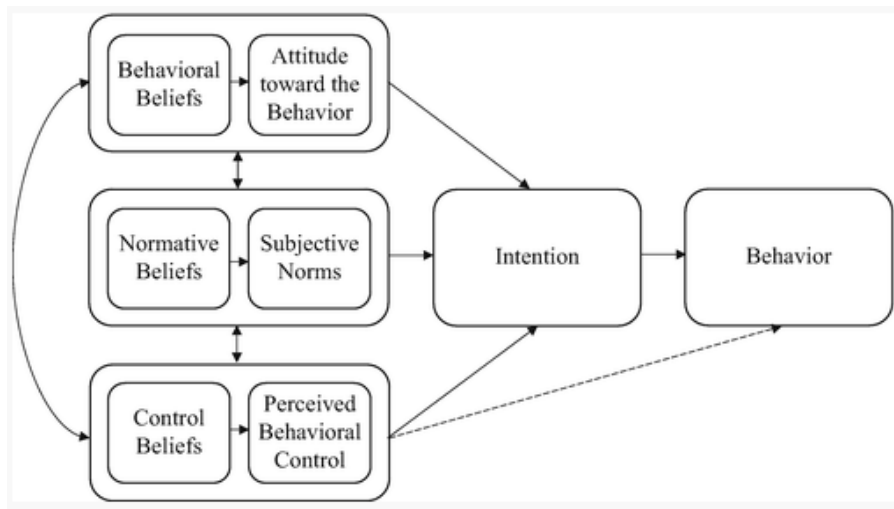 Behavioral
Beliefs
Attitude
toward the
Behavior
Normative
Beliefs
Subjective
Norms
Intention
Behavior
Control
Beliefs
Perceived
Behavioral
Control